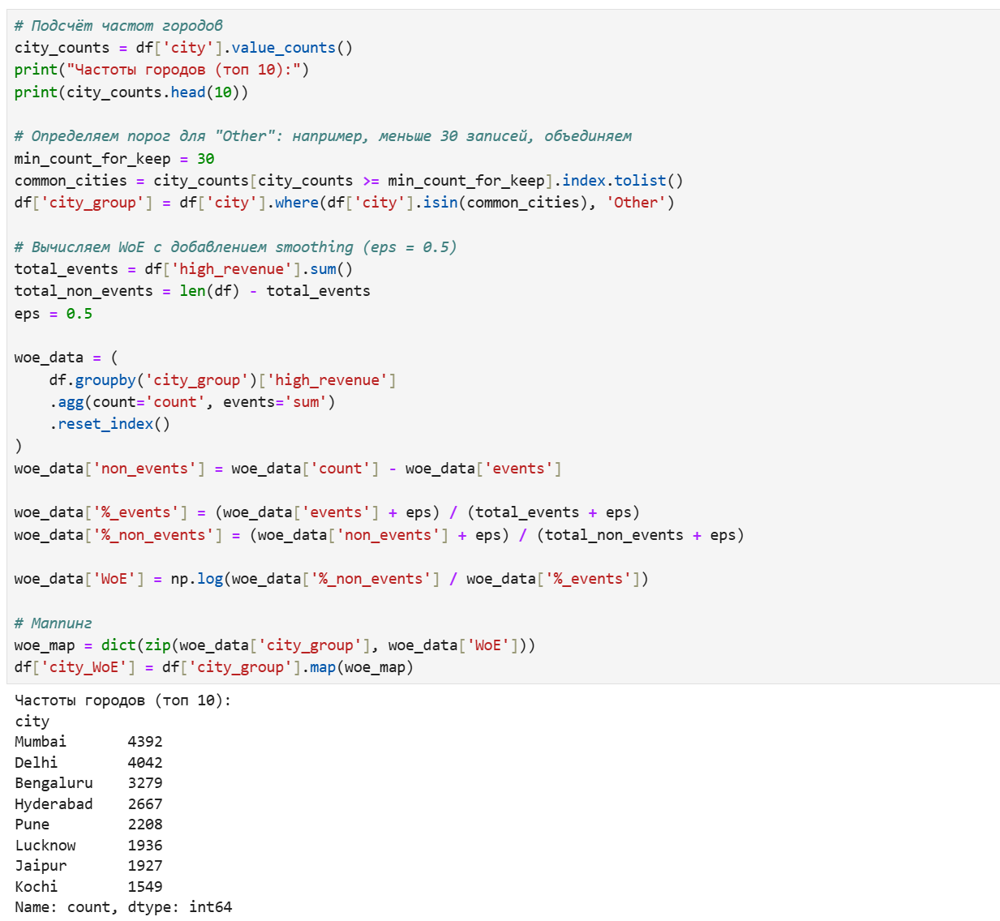 # Подсчёт частот городов
city_counts = df['city'].value_counts()
print("Частоты городов (топ 10):")
print(city_counts.head(10))
# Определяем порог для "Other": например, меньше 30 записей, объединяем
min_count_for_keep = 30
common_cities = city_counts[city_counts >= min_count_for_keep].index.tolist()
df['city_group'] = df['city'].where(df['city'].isin(common_cities), 'Other')
# Вычисляем WoE с добавлением smoothing (eps = 0.5)
total_events = df['high_revenue'].sum()
total_non_events = len(df) - total_events
eps = 0.5
woe_data = (
    df.groupby('city_group')['high_revenue']
    .agg(count='count', events='sum')
    .reset_index()
)
woe_data['non_events'] = woe_data['count'] - woe_data['events']
woe_data['%_events'] = (woe_data['events'] + eps) / (total_events + eps)
woe_data['%_non_events'] = (woe_data['non_events'] + eps) / (total_non_events + eps)
woe_data['WoE'] = np.log(woe_data['%_non_events'] / woe_data['%_events'])
# Маппинг
woe_map = dict(zip(woe_data['city_group'], woe_data['WoE']))
df['city_WoE'] = df['city_group'].map(woe_map)
Частоты городов (топ 10):
city
Mumbai       4392
Delhi        4042
Bengaluru    3279
Hyderabad    2667
Pune         2208
Lucknow      1936
Jaipur       1927
Kochi        1549
Name: count, dtype: int64